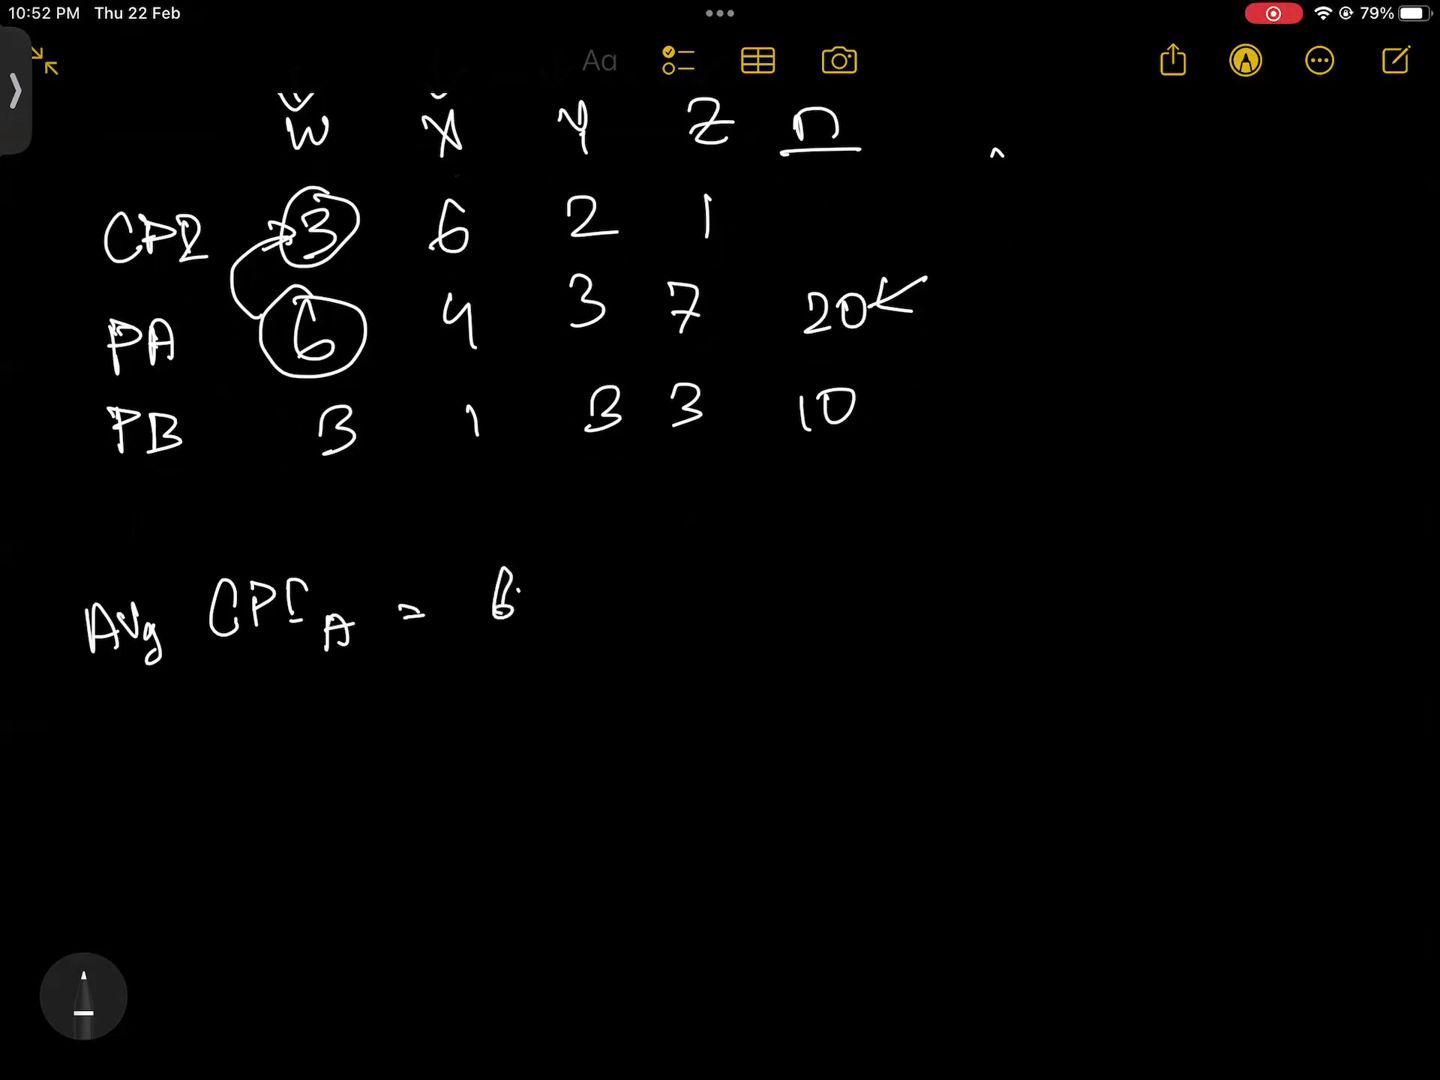 10:52 PM Thu 22 Feb
79%
Aa
W X Y Z n
CPI 3 6 2 1
PA 6 4 3 7 20
PB 3 1 3 3 10
Avg CPI A = 6